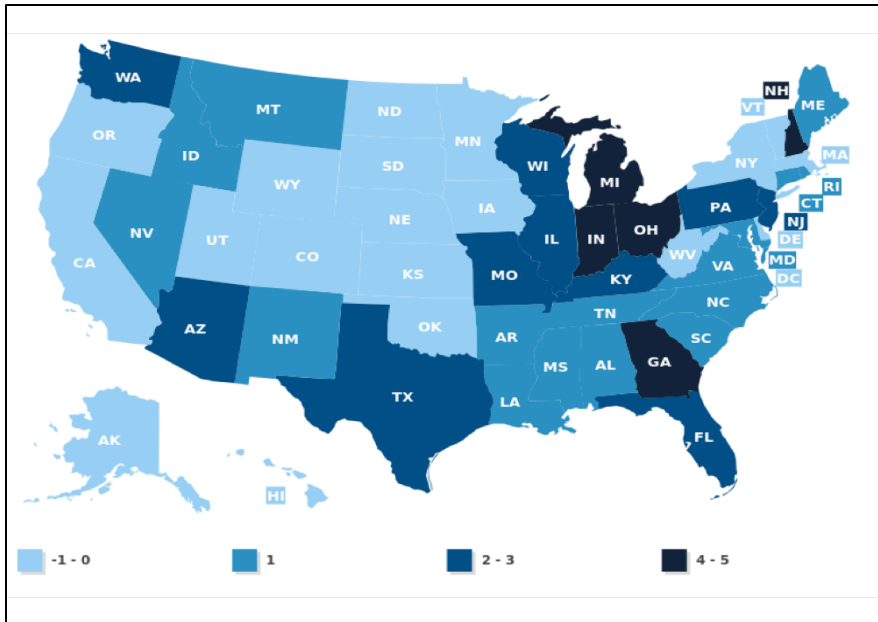 NH
WA
VT
ME
MT
ND
OR
MN
ID
MA
WI
NY
SD
WY
MI
RI
CT
IA
PA
NE
NJ
NV
OH
UT
IL
IN
DE
CO
WV
CA
MD
VA
KS
MO
KY
DC
NC
TN
AZ
OK
NM
AR
SC
MS
AL
GA
TX
LA
FL
AK
HI
-1 - 0
1
2 - 3
4 - 5